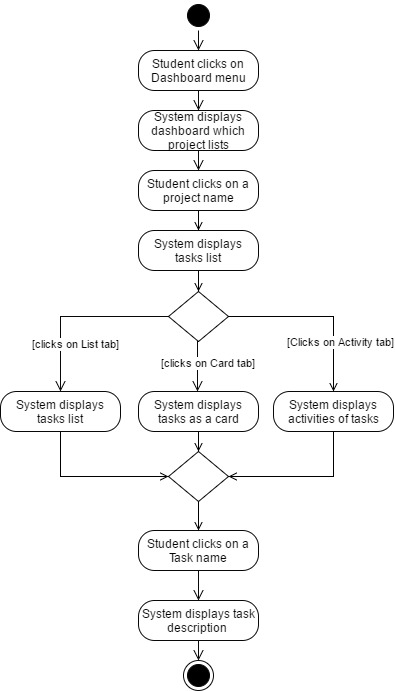 Student clicks on
Dashboard menu
System displays
dashboard which
project lists
Student clicks on a
project name
System displays
tasks list
[clicks on List tab]
[clicks on Card tab]
[Clicks on Activity tab]
System displays
tasks list
System displays
tasks as a card
System displays
activities of tasks
Student clicks on a
Task name
System displays task
description